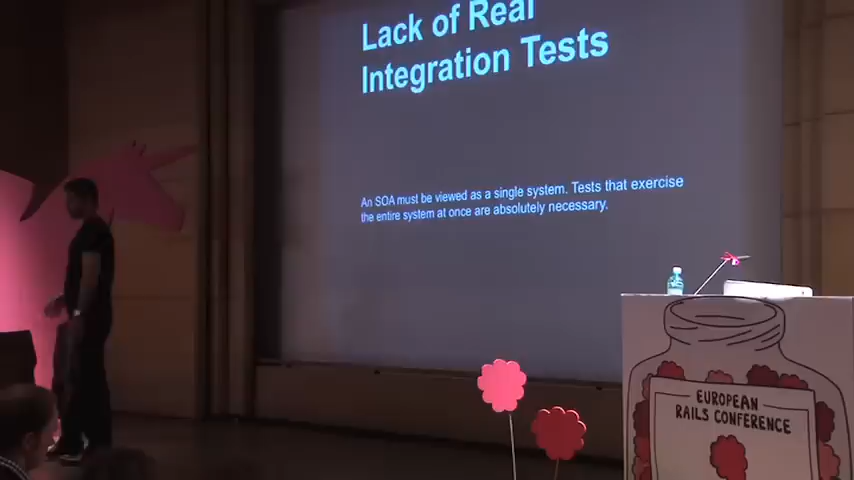 Lack of Real
Integration Tests
An SOA must be viewed as a single system. Tests that exercise
the entire system at once are absolutely necessary.
EUROPEAN
RAILS CONFERENCE